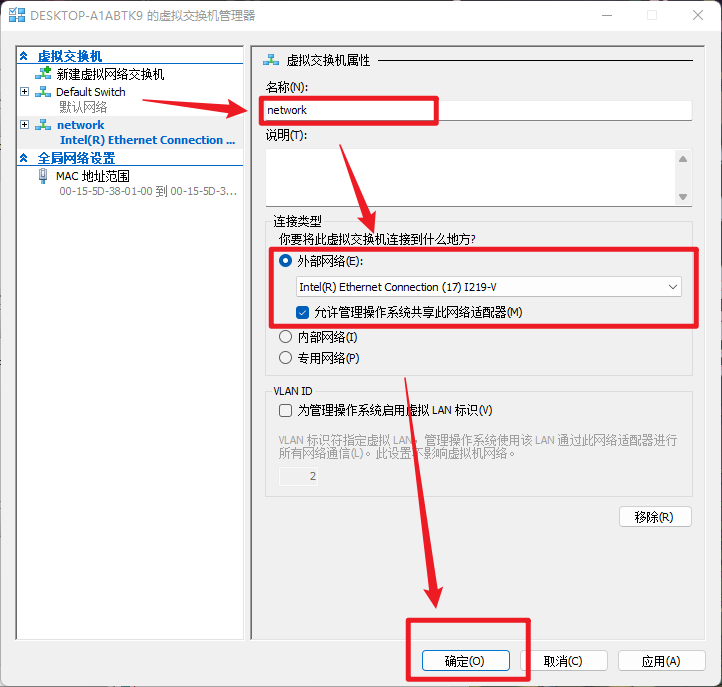 DESKTOP-A1ABTK9 的虚拟交换机管理器
虚拟交换机
新建虚拟网络交换机
Default Switch
默认网络
network
Intel(R) Ethernet Connection ...
全局网络设置
MAC 地址范围
00-15-5D-38-01-00 到 00-15-5D-3...
虚拟交换机属性
名称(N):
network
说明(T):
连接类型
你要将此虚拟交换机连接到什么地方?
外部网络(E):
Intel(R) Ethernet Connection (17) I219-V
允许管理操作系统共享此网络适配器(M)
内部网络(I)
专用网络(P)
VLAN ID
为管理操作系统启用虚拟 LAN 标识(V)
VLAN 标识符指定虚拟 LAN，管理操作系统使用该 LAN 通过此网络适配器进行
所有网络通信(L)。此设置不影响虚拟机网络。
2
移除(R)
确定(O)
取消(C)
应用(A)